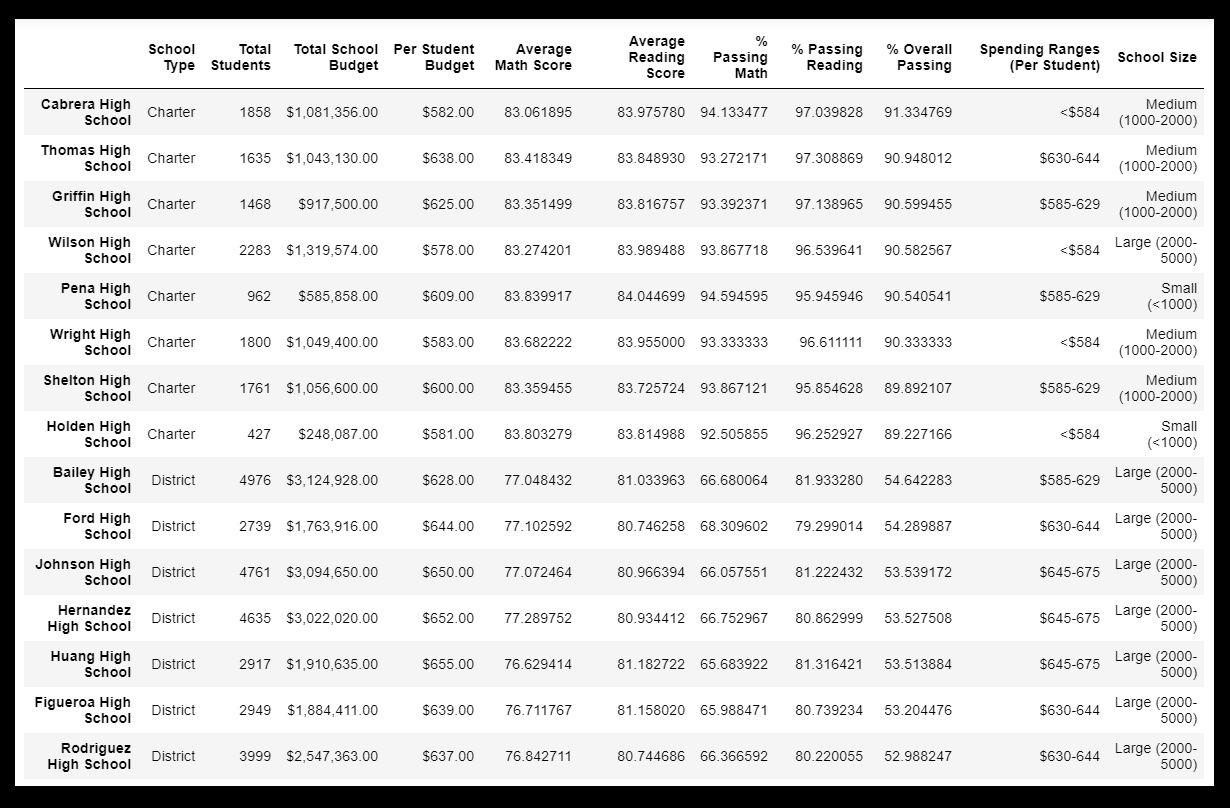 School Type Total Students Total School Budget Per Student Budget Average Math Score Average Reading Score % Passing Math % Passing Reading % Overall Passing Spending Ranges (Per Student) School Size
Cabrera High School Charter 1858 $1,081,356.00 $582.00 83.061895 83.975780 94.133477 97.039828 91.334769 <$584 Medium (1000-2000)
Thomas High School Charter 1635 $1,043,130.00 $638.00 83.418349 83.848930 93.272171 97.308869 90.948012 $630-644 Medium (1000-2000)
Griffin High School Charter 1468 $917,500.00 $625.00 83.351499 83.816757 93.392371 97.138965 90.599455 $585-629 Medium (1000-2000)
Wilson High School Charter 2283 $1,319,574.00 $578.00 83.274201 83.989488 93.867718 96.539641 90.582567 <$584 Large (2000-5000)
Pena High School Charter 962 $585,858.00 $609.00 83.839917 84.044699 94.594595 95.945946 90.540541 $585-629 Small (<1000)
Wright High School Charter 1800 $1,049,400.00 $583.00 83.682222 83.955000 93.333333 96.611111 90.333333 <$584 Medium (1000-2000)
Shelton High School Charter 1761 $1,056,600.00 $600.00 83.359455 83.725724 93.867121 95.854628 89.892107 $585-629 Medium (1000-2000)
Holden High School Charter 427 $248,087.00 $581.00 83.803279 83.814988 92.505855 96.252927 89.227166 <$584 Small (<1000)
Bailey High School District 4976 $3,124,928.00 $628.00 77.048432 81.033963 66.680064 81.933280 54.642283 $585-629 Large (2000-5000)
Ford High School District 2739 $1,763,916.00 $644.00 77.102592 80.746258 68.309602 79.299014 54.289887 $630-644 Large (2000-5000)
Johnson High School District 4761 $3,094,650.00 $650.00 77.072464 80.966394 66.057551 81.222432 53.539172 $645-675 Large (2000-5000)
Hernandez High School District 4635 $3,022,020.00 $652.00 77.289752 80.934412 66.752967 80.862999 53.527508 $645-675 Large (2000-5000)
Huang High School District 2917 $1,910,635.00 $655.00 76.629414 81.182722 65.683922 81.316421 53.513884 $645-675 Large (2000-5000)
Figueroa High School District 2949 $1,884,411.00 $639.00 76.711767 81.158020 65.988471 80.739234 53.204476 $630-644 Large (2000-5000)
Rodriguez High School District 3999 $2,547,363.00 $637.00 76.842711 80.744686 66.366592 80.220055 52.988247 $630-644 Large (2000-5000)